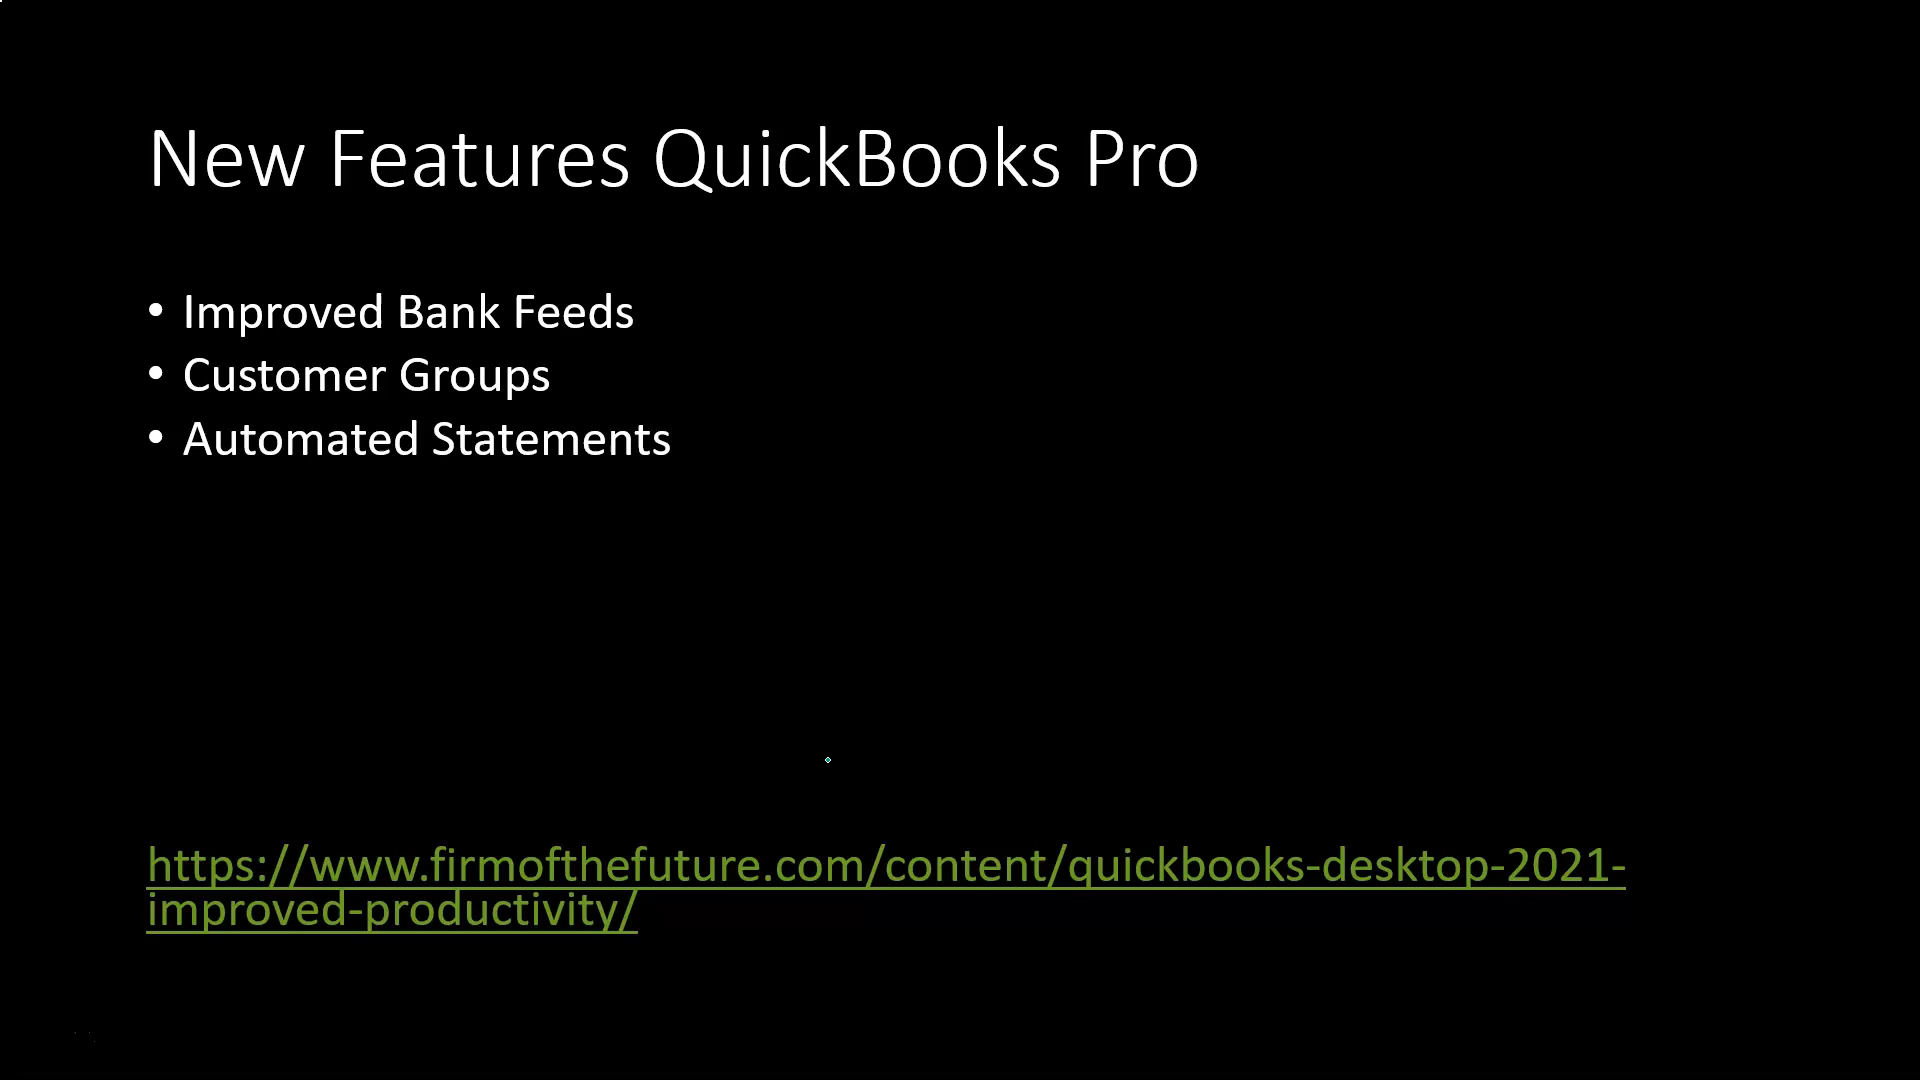 New Features QuickBooks Pro
• Improved Bank Feeds
• Customer Groups
• Automated Statements
https://www.firmofthefuture.com/content/quickbooks-desktop-2021-
improved-productivity/